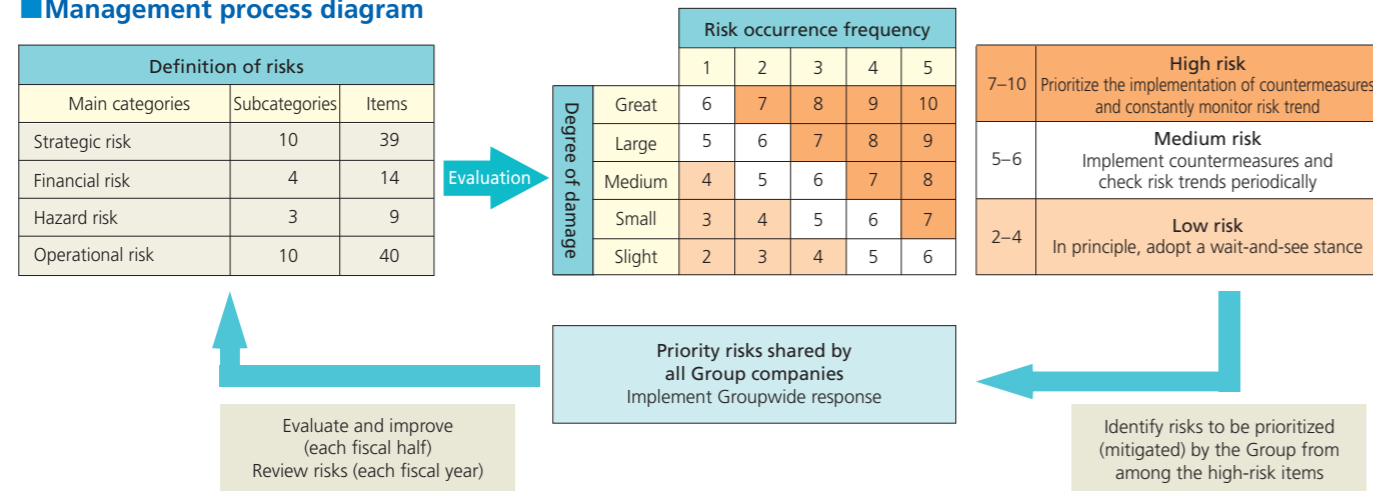 ■Management process diagram
Definition of risks
Main categories Subcategories Items
Strategic risk 10 39
Financial risk 4 14
Hazard risk 3 9
Operational risk 10 40
Evaluation
Risk occurrence frequency
1 2 3 4 5
Degree of damage
Great 6 7 8 9 10
Large 5 6 7 8 9
Medium 4 5 6 7 8
Small 3 4 5 6 7
Slight 2 3 4 5 6
7–10
High risk
Prioritize the implementation of countermeasures
and constantly monitor risk trend
5–6
Medium risk
Implement countermeasures and
check risk trends periodically
2–4
Low risk
In principle, adopt a wait-and-see stance
Identify risks to be prioritized
(mitigated) by the Group from
among the high-risk items
Priority risks shared by
all Group companies
Implement Groupwide response
Evaluate and improve
(each fiscal half)
Review risks (each fiscal year)